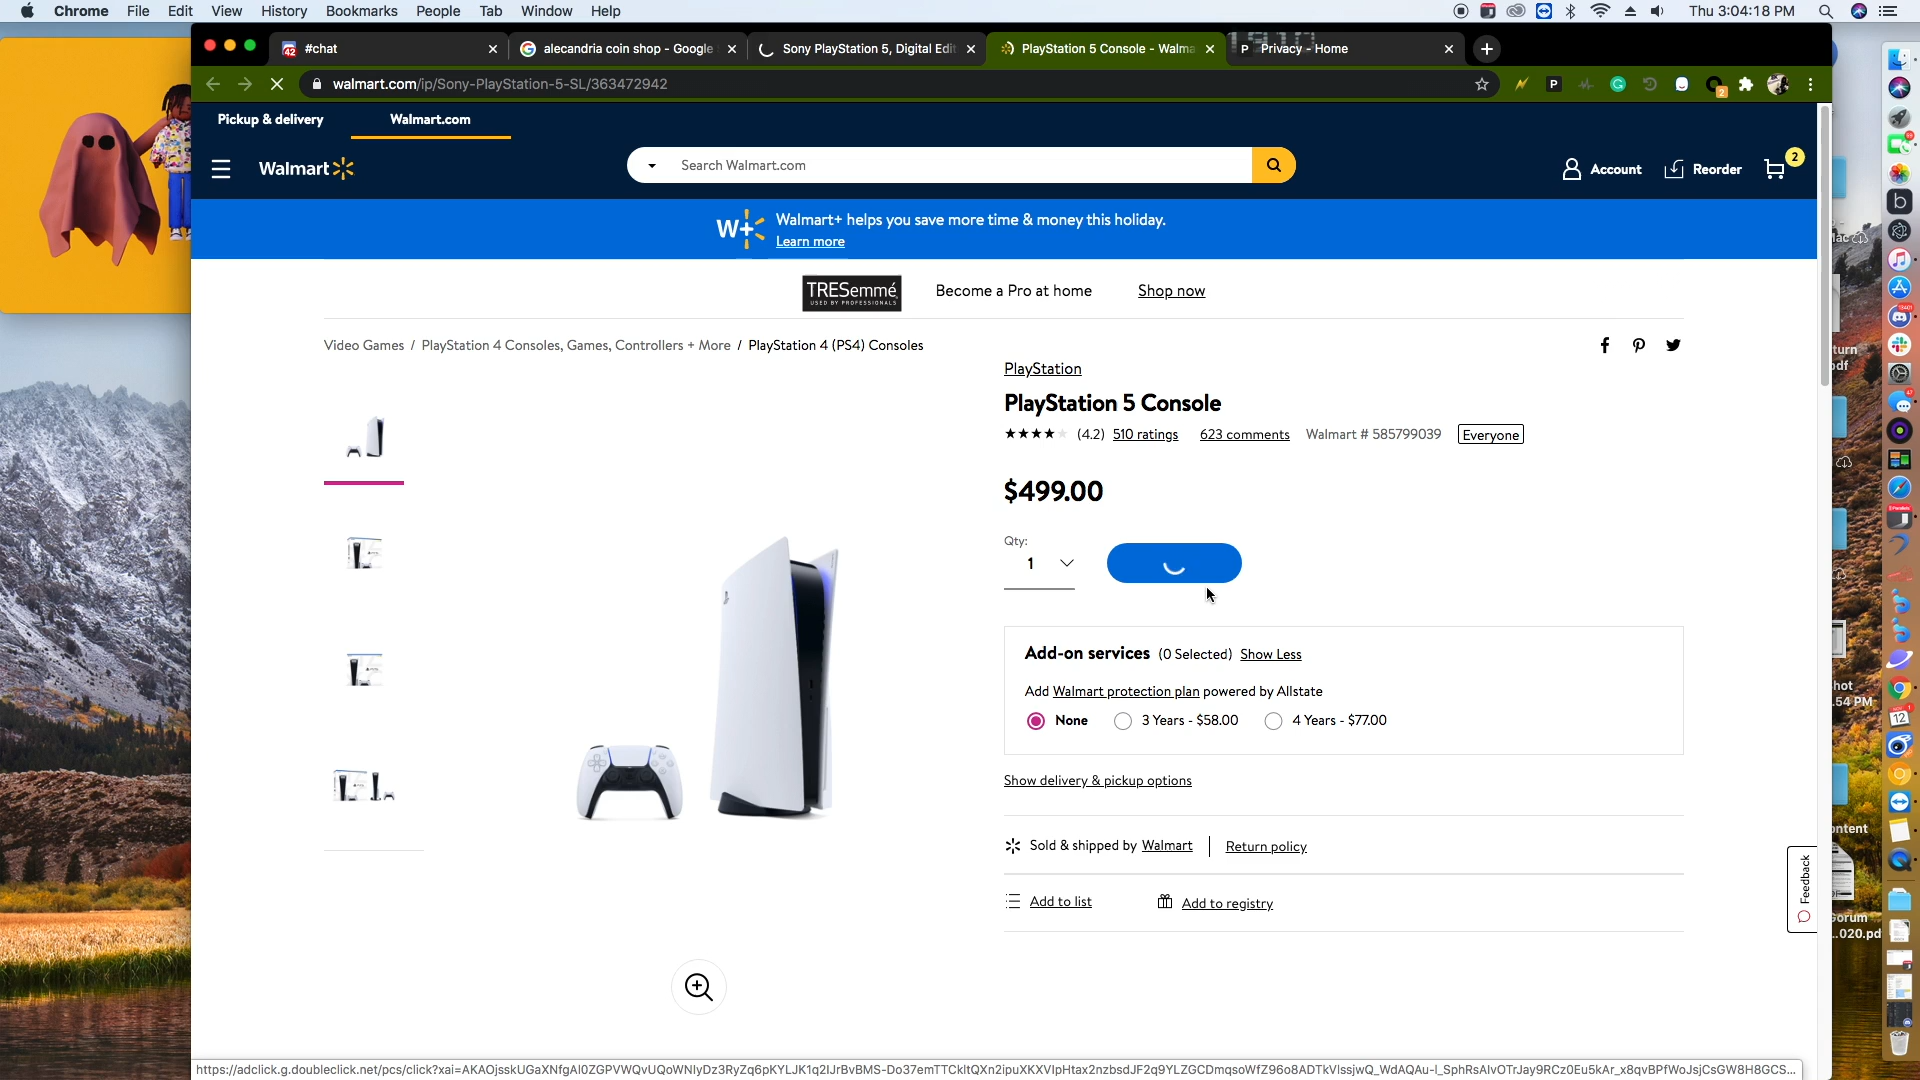 Chrome File Edit View History Bookmarks People Tab Window Help
Thu 3:04:18 PM
#chat
alecandria coin shop - Google
Sony PlayStation 5, Digital Edit
PlayStation 5 Console - Walma
Privacy - Home
walmart.com/ip/Sony-PlayStation-5-SL/363472942
Pickup & delivery
Walmart.com
Walmart
Search Walmart.com
Account
Reorder
2
W+
Walmart+ helps you save more time & money this holiday.
Learn more
TRESemmé
USED BY PROFESSIONALS
Become a Pro at home
Shop now
Video Games / PlayStation 4 Consoles, Games, Controllers + More / PlayStation 4 (PS4) Consoles
PlayStation
PlayStation 5 Console
(4.2) 510 ratings 623 comments Walmart # 585799039 Everyone
$499.00
Qty:
1
Add-on services (0 Selected) Show Less
Add Walmart protection plan powered by Allstate
None 3 Years - $58.00 4 Years - $77.00
Show delivery & pickup options
Sold & shipped by Walmart Return policy
Add to list
Add to registry
Feedback